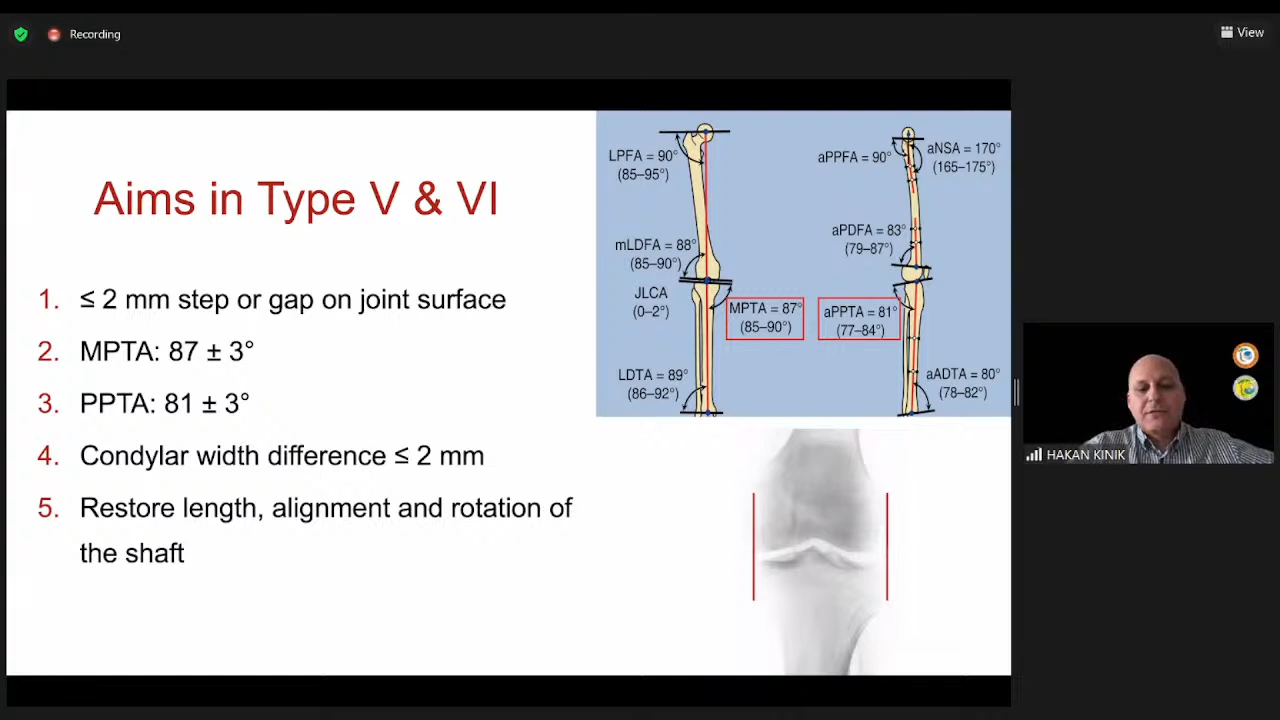 Recording
View
Aims in Type V & VI
1. ≤ 2 mm step or gap on joint surface
2. MPTA: 87 ± 3°
3. PPTA: 81 ± 3°
4. Condylar width difference ≤ 2 mm
5. Restore length, alignment and rotation of
the shaft
LPFA = 90°
(85–95°)
mLDFA = 88°
(85–90°)
JLCA
(0–2°)
MPTA = 87°
(85–90°)
LDTA = 89°
(86–92°)
aPPFA = 90°
aNSA = 170°
(165–175°)
aPDFA = 83°
(79–87°)
aPPTA = 81°
(77–84°)
aADTA = 80°
(78–82°)
HAKAN KINIK